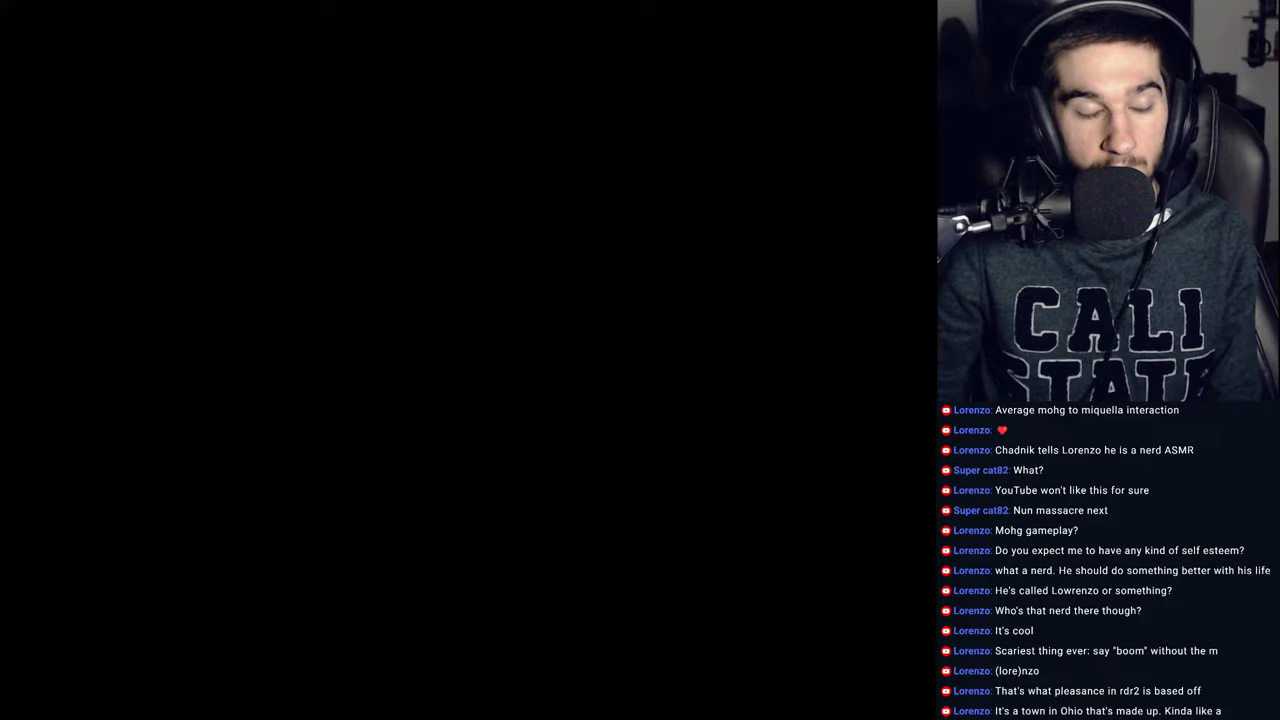 CALI
STATE
Lorenzo: Average mohg to miquella interaction
Lorenzo: ❤️
Lorenzo: Chadnik tells Lorenzo he is a nerd ASMR
Super cat82: What?
Lorenzo: YouTube won't like this for sure
Super cat82: Nun massacre next
Lorenzo: Mohg gameplay?
Lorenzo: Do you expect me to have any kind of self esteem?
Lorenzo: what a nerd. He should do something better with his life
Lorenzo: He's called Lowrenzo or something?
Lorenzo: Who's that nerd there though?
Lorenzo: It's cool
Lorenzo: Scariest thing ever: say "boom" without the m
Lorenzo: (lore)nzo
Lorenzo: That's what pleasance in rdr2 is based off
Lorenzo: It's a town in Ohio that's made up. Kinda like a